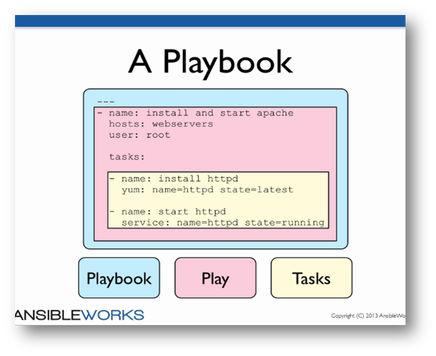 A Playbook
---
- name: install and start apache
  hosts: webservers
  user: root
  tasks:
  - name: install httpd
    yum: name=httpd state=latest
  - name: start httpd
    service: name=httpd state=running
Playbook
Play
Tasks
ANSIBLEWORKS
Copyright (C) 2013 AnsibleWo